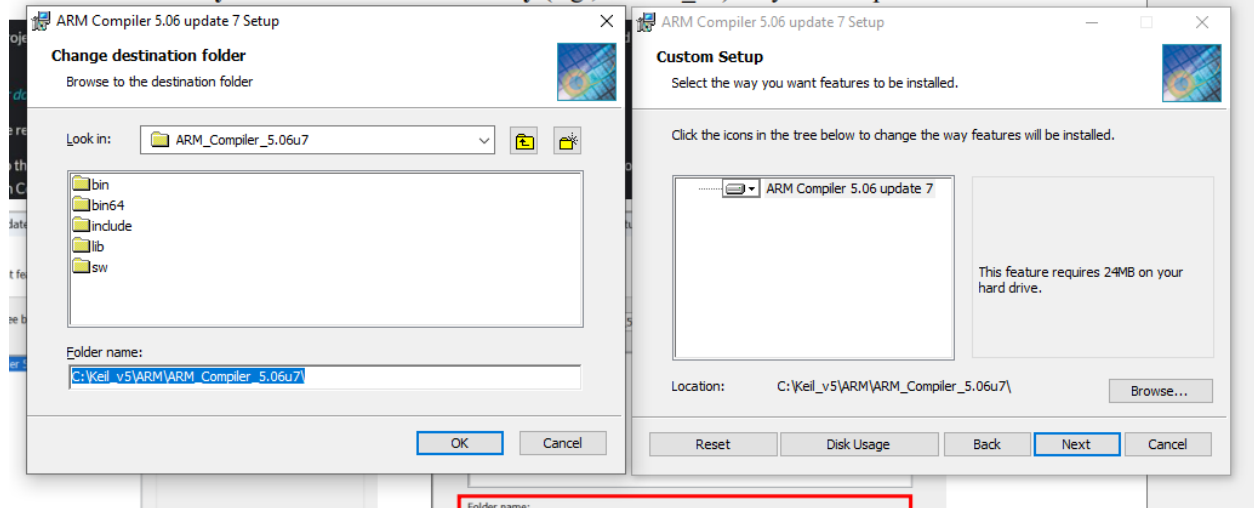 ARM Compiler 5.06 update 7 Setup
Change destination folder
Browse to the destination folder
Look in:
ARM_Compiler_5.06u7
bin
bin64
include
lib
sw
Folder name:
C:\Keil_v5\ARM\ARM_Compiler_5.06u7\
OK
Cancel
ARM Compiler 5.06 update 7 Setup
Custom Setup
Select the way you want features to be installed.
Click the icons in the tree below to change the way features will be installed.
ARM Compiler 5.06 update 7
This feature requires 24MB on your
hard drive.
Location:
C:\Keil_v5\ARM\ARM_Compiler_5.06u7\
Browse...
Reset
Disk Usage
Back
Next
Cancel
Folder name: